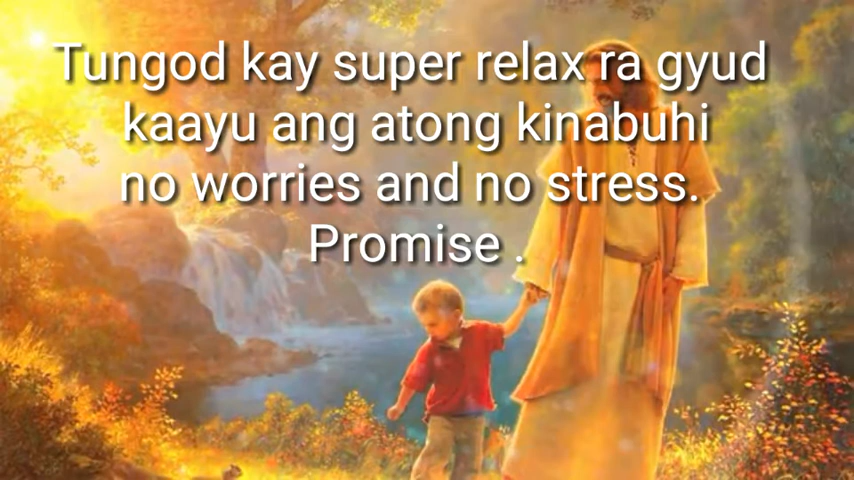 Tungod kay super relax ra gyud
kaayu ang atong kinabuhi
no worries and no stress.
Promise .